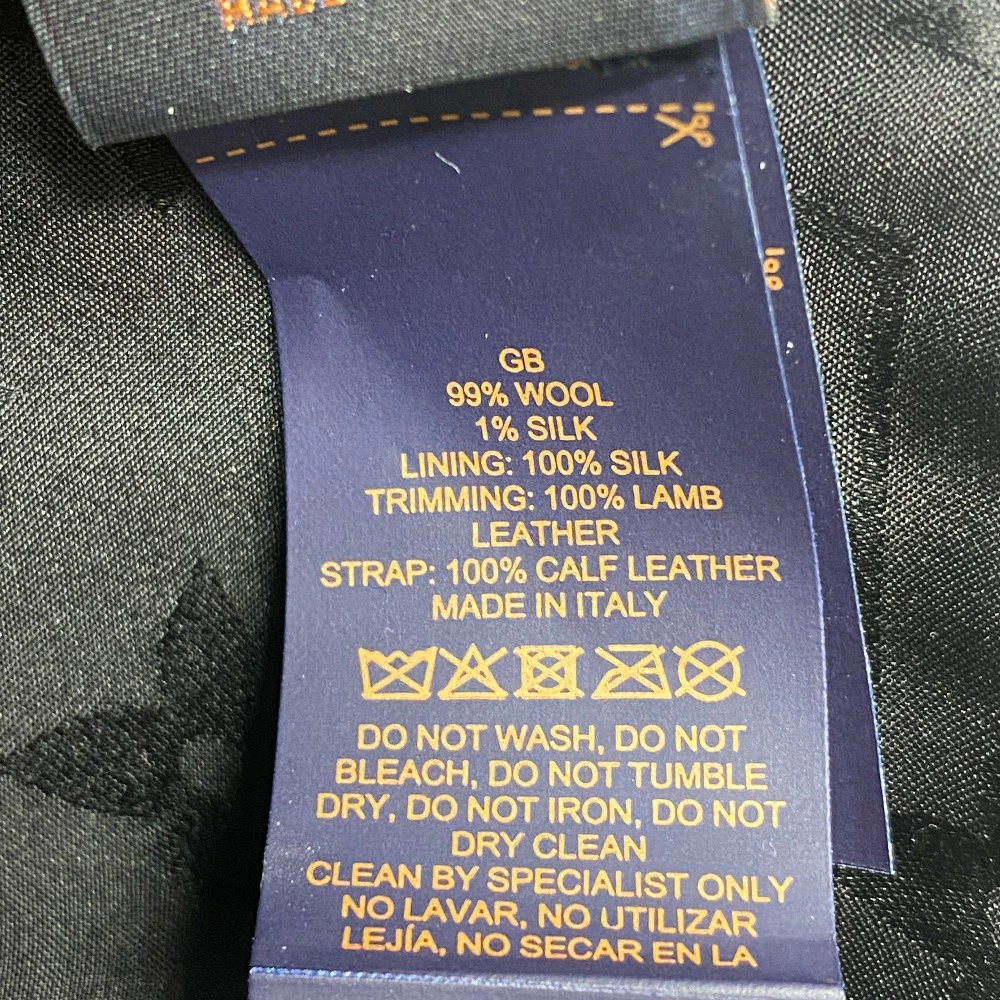 MADE
GB
99% WOOL
1% SILK
LINING: 100% SILK
TRIMMING: 100% LAMB
LEATHER
STRAP: 100% CALF LEATHER
MADE IN ITALY
DO NOT WASH, DO NOT
BLEACH, DO NOT TUMBLE
DRY, DO NOT IRON, DO NOT
DRY CLEAN
CLEAN BY SPECIALIST ONLY
NO LAVAR, NO UTILIZAR
LEJÍA, NO SECAR EN LA